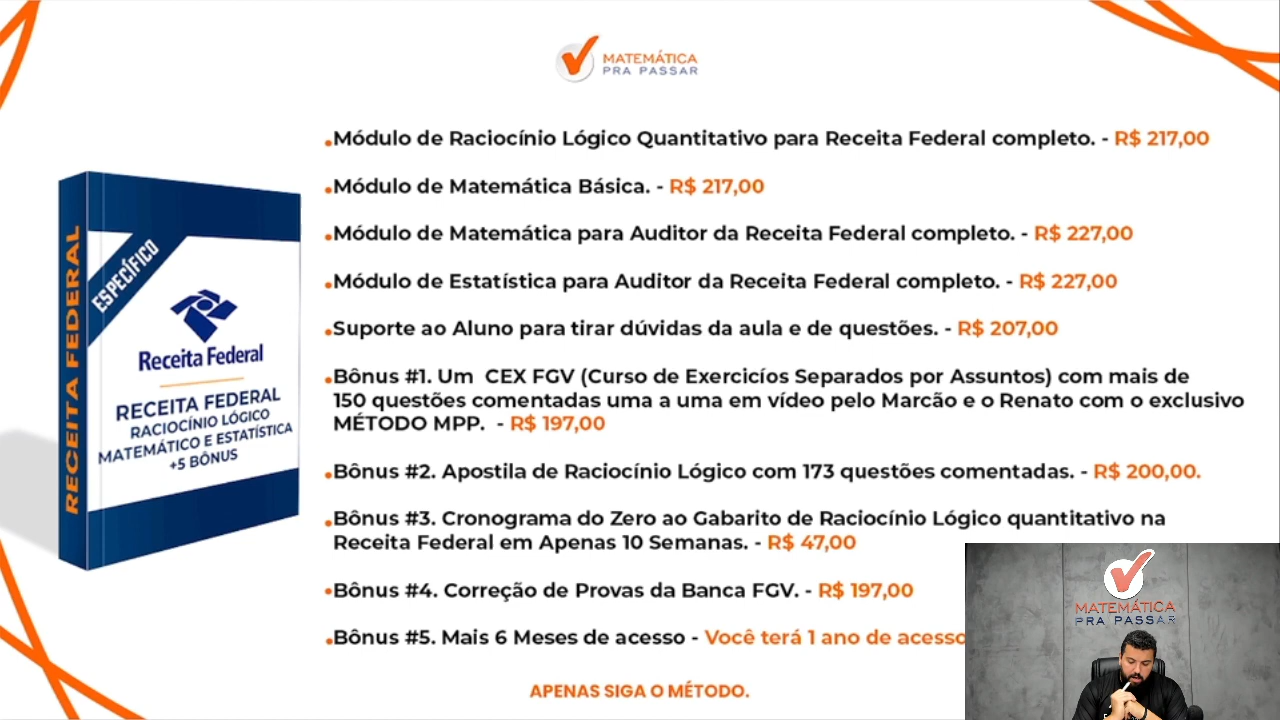 MATEMÁTICA
PRA PASSAR
•Módulo de Raciocínio Lógico Quantitativo para Receita Federal completo. - R$ 217,00
•Módulo de Matemática Básica. - R$ 217,00
•Módulo de Matemática para Auditor da Receita Federal completo. - R$ 227,00
•Módulo de Estatística para Auditor da Receita Federal completo. - R$ 227,00
•Suporte ao Aluno para tirar dúvidas da aula e de questões. - R$ 207,00
•Bônus #1. Um CEX FGV (Curso de Exercicíos Separados por Assuntos) com mais de
150 questões comentadas uma a uma em vídeo pelo Marcão e o Renato com o exclusivo
MÉTODO MPP. - R$ 197,00
•Bônus #2. Apostila de Raciocínio Lógico com 173 questões comentadas. - R$ 200,00.
•Bônus #3. Cronograma do Zero ao Gabarito de Raciocínio Lógico quantitativo na
Receita Federal em Apenas 10 Semanas. - R$ 47,00
•Bônus #4. Correção de Provas da Banca FGV. - R$ 197,00
•Bônus #5. Mais 6 Meses de acesso - Você terá 1 ano de acesso
APENAS SIGA O MÉTODO.
RECEITA FEDERAL
ESPECÍFICO
Receita Federal
RECEITA FEDERAL
RACIOCÍNIO LÓGICO
MATEMÁTICO E ESTATÍSTICA
+5 BÔNUS
MATEMÁTICA
PRA PASSAR